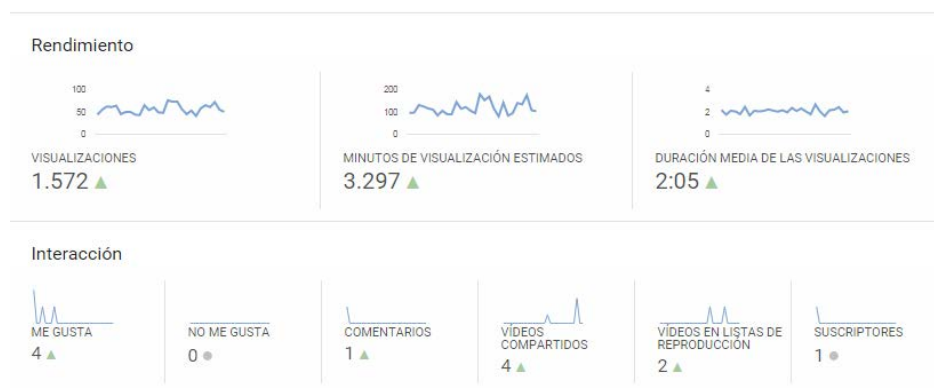 Rendimiento
100
50
0
200
100
0
4
2
0
VISUALIZACIONES
1.572
MINUTOS DE VISUALIZACIÓN ESTIMADOS
3.297
DURACIÓN MEDIA DE LAS VISUALIZACIONES
2:05
Interacción
ME GUSTA
4
NO ME GUSTA
0
COMENTARIOS
1
VÍDEOS
COMPARTIDOS
4
VÍDEOS EN LISTAS DE
REPRODUCCIÓN
2
SUSCRIPTORES
1